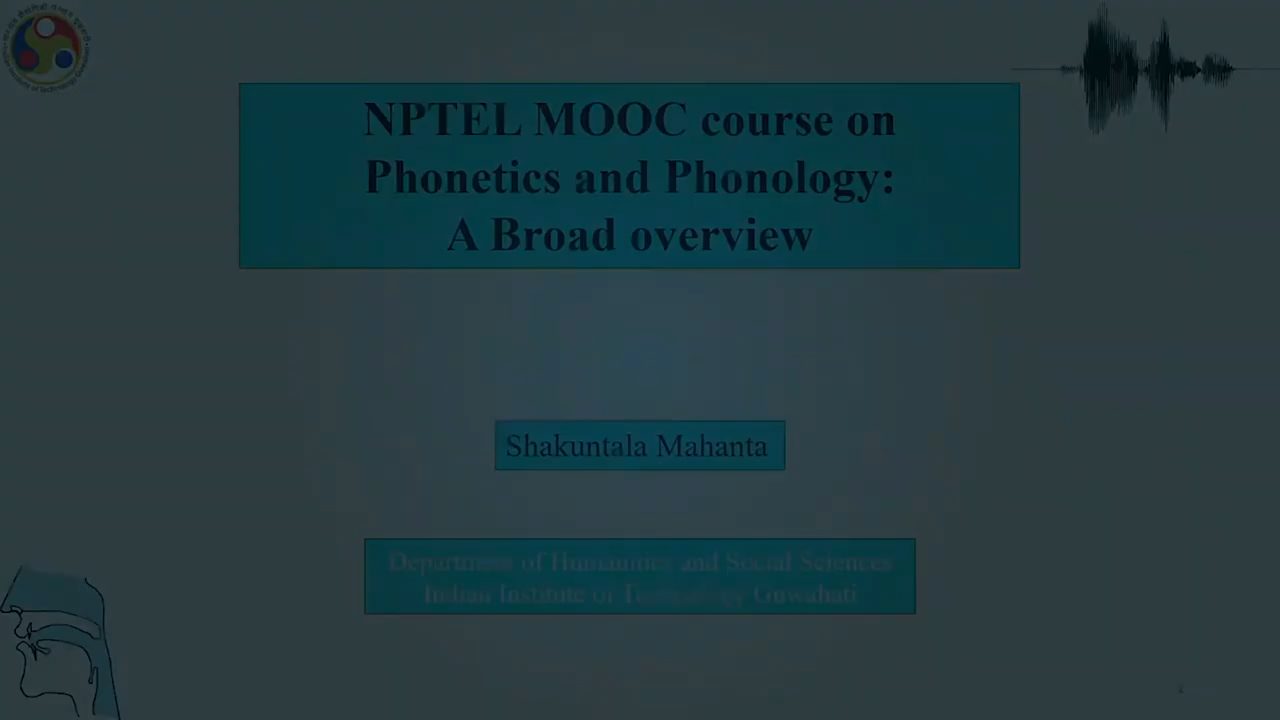 NPTEL MOOC course on
Phonetics and Phonology:
A Broad overview
Shakuntala Mahanta
Department of Humanities and Social Sciences
Indian Institute of Technology Guwahati